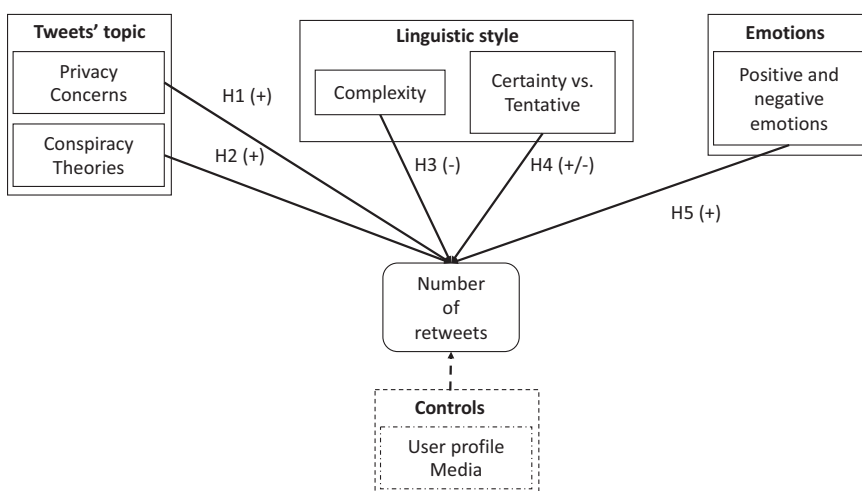 Tweets' topic
Privacy
Concerns
Conspiracy
Theories
Linguistic style
Complexity
Certainty vs.
Tentative
Emotions
Positive and
negative
emotions
H1 (+)
H2 (+)
H3 (-)
H4 (+/-)
H5 (+)
Number
of
retweets
Controls
User profile
Media